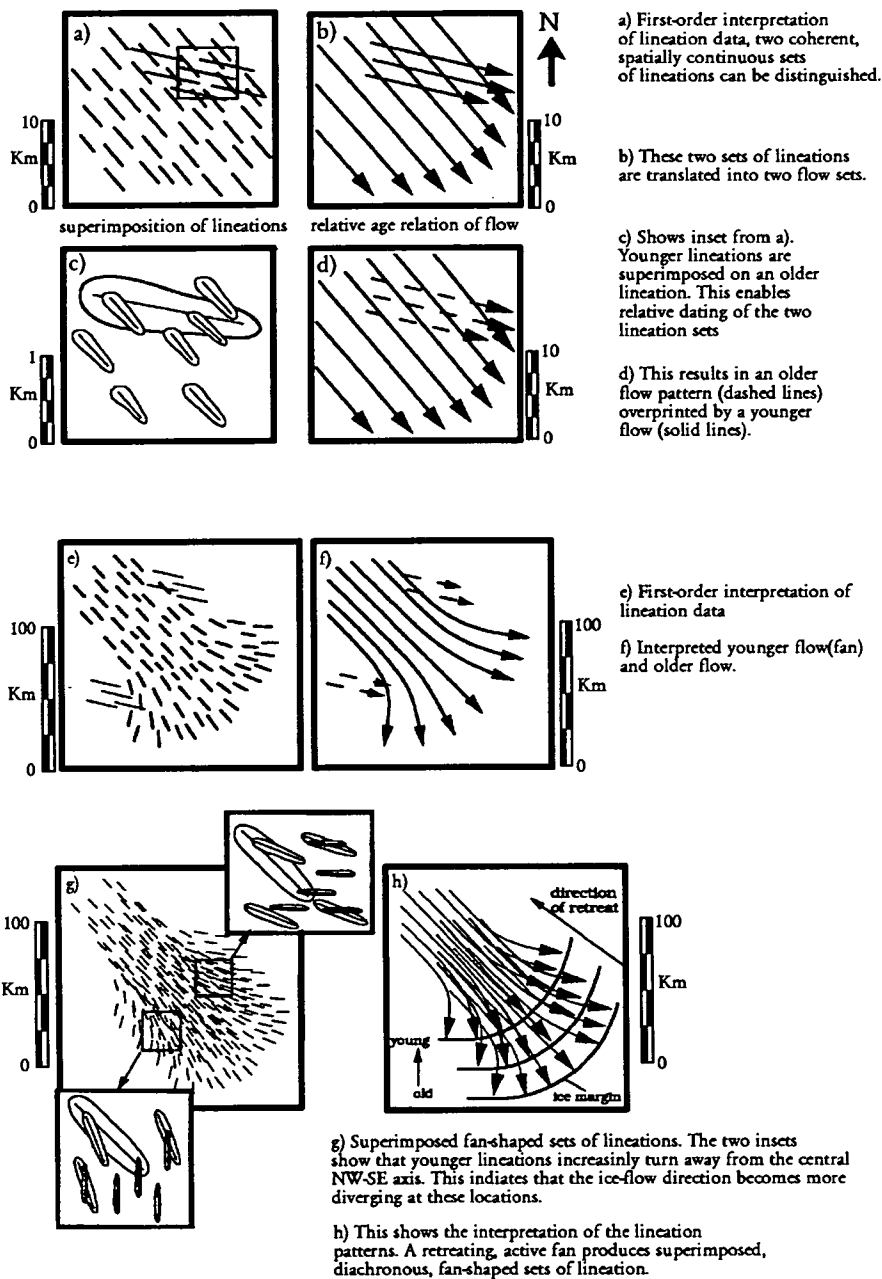 a)
b)
N
10
Km
0
10
Km
0
a) First-order interpretation
of lineation data, two coherent,
spatially continuous sets
of lineations can be distinguished.
b) These two sets of lineations
are translated into two flow sets.
superimposition of lineations
relative age relation of flow
c)
d)
1
Km
0
10
Km
0
c) Shows inset from a).
Younger lineations are
superimposed on an older
lineation. This enables
relative dating of the two
lineation sets
d) This results in an older
flow pattern (dashed lines)
overprinted by a younger
flow (solid lines).
e)
f)
100
Km
0
100
Km
0
e) First-order interpretation of
lineation data
f) Interpreted younger flow(fan)
and older flow.
g)
100
Km
0
h)
direction
of retreat
young
old
ice margin
100
Km
0
g) Superimposed fan-shaped sets of lineations. The two insets
show that younger lineations increasinly turn away from the central
NW-SE axis. This indiates that the ice-flow direction becomes more
diverging at these locations.
h) This shows the interpretation of the lineation
patterns. A retreating, active fan produces superimposed,
diachronous, fan-shaped sets of lineation.